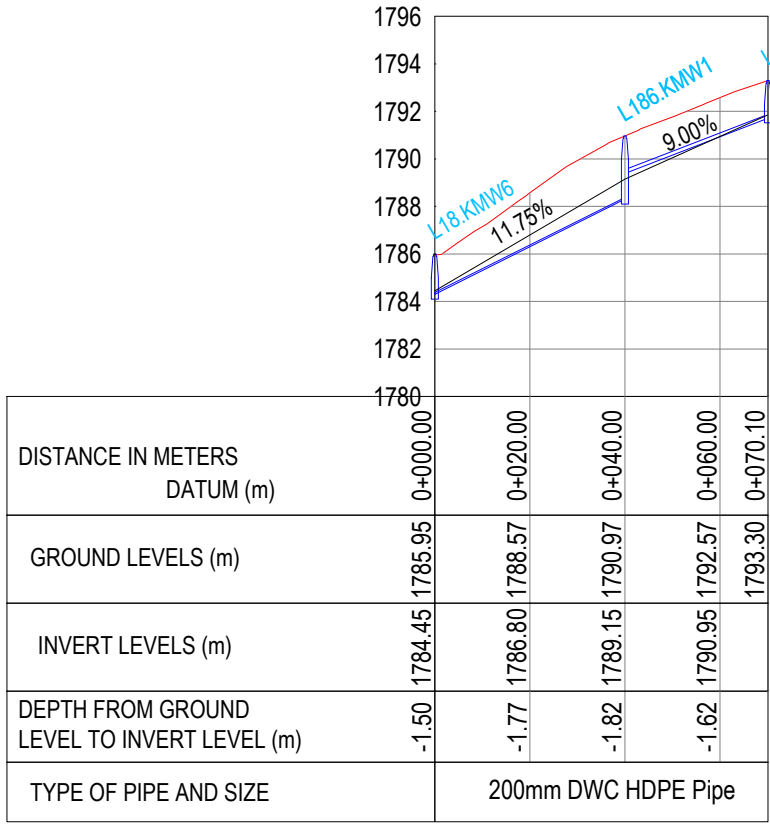 1796
1794
1792
1790
1788
1786
1784
1782
1780
L18.KMW6
11.75%
L186.KMW1
9.00%
DISTANCE IN METERS
DATUM (m)
0+000.00 0+020.00 0+040.00 0+060.00 0+070.10
GROUND LEVELS (m) 1785.95 1788.57 1790.97 1792.57 1793.30
INVERT LEVELS (m) 1784.45 1786.80 1789.15 1790.95
DEPTH FROM GROUND
LEVEL TO INVERT LEVEL (m) -1.50 -1.77 -1.82 -1.62
TYPE OF PIPE AND SIZE 200mm DWC HDPE Pipe